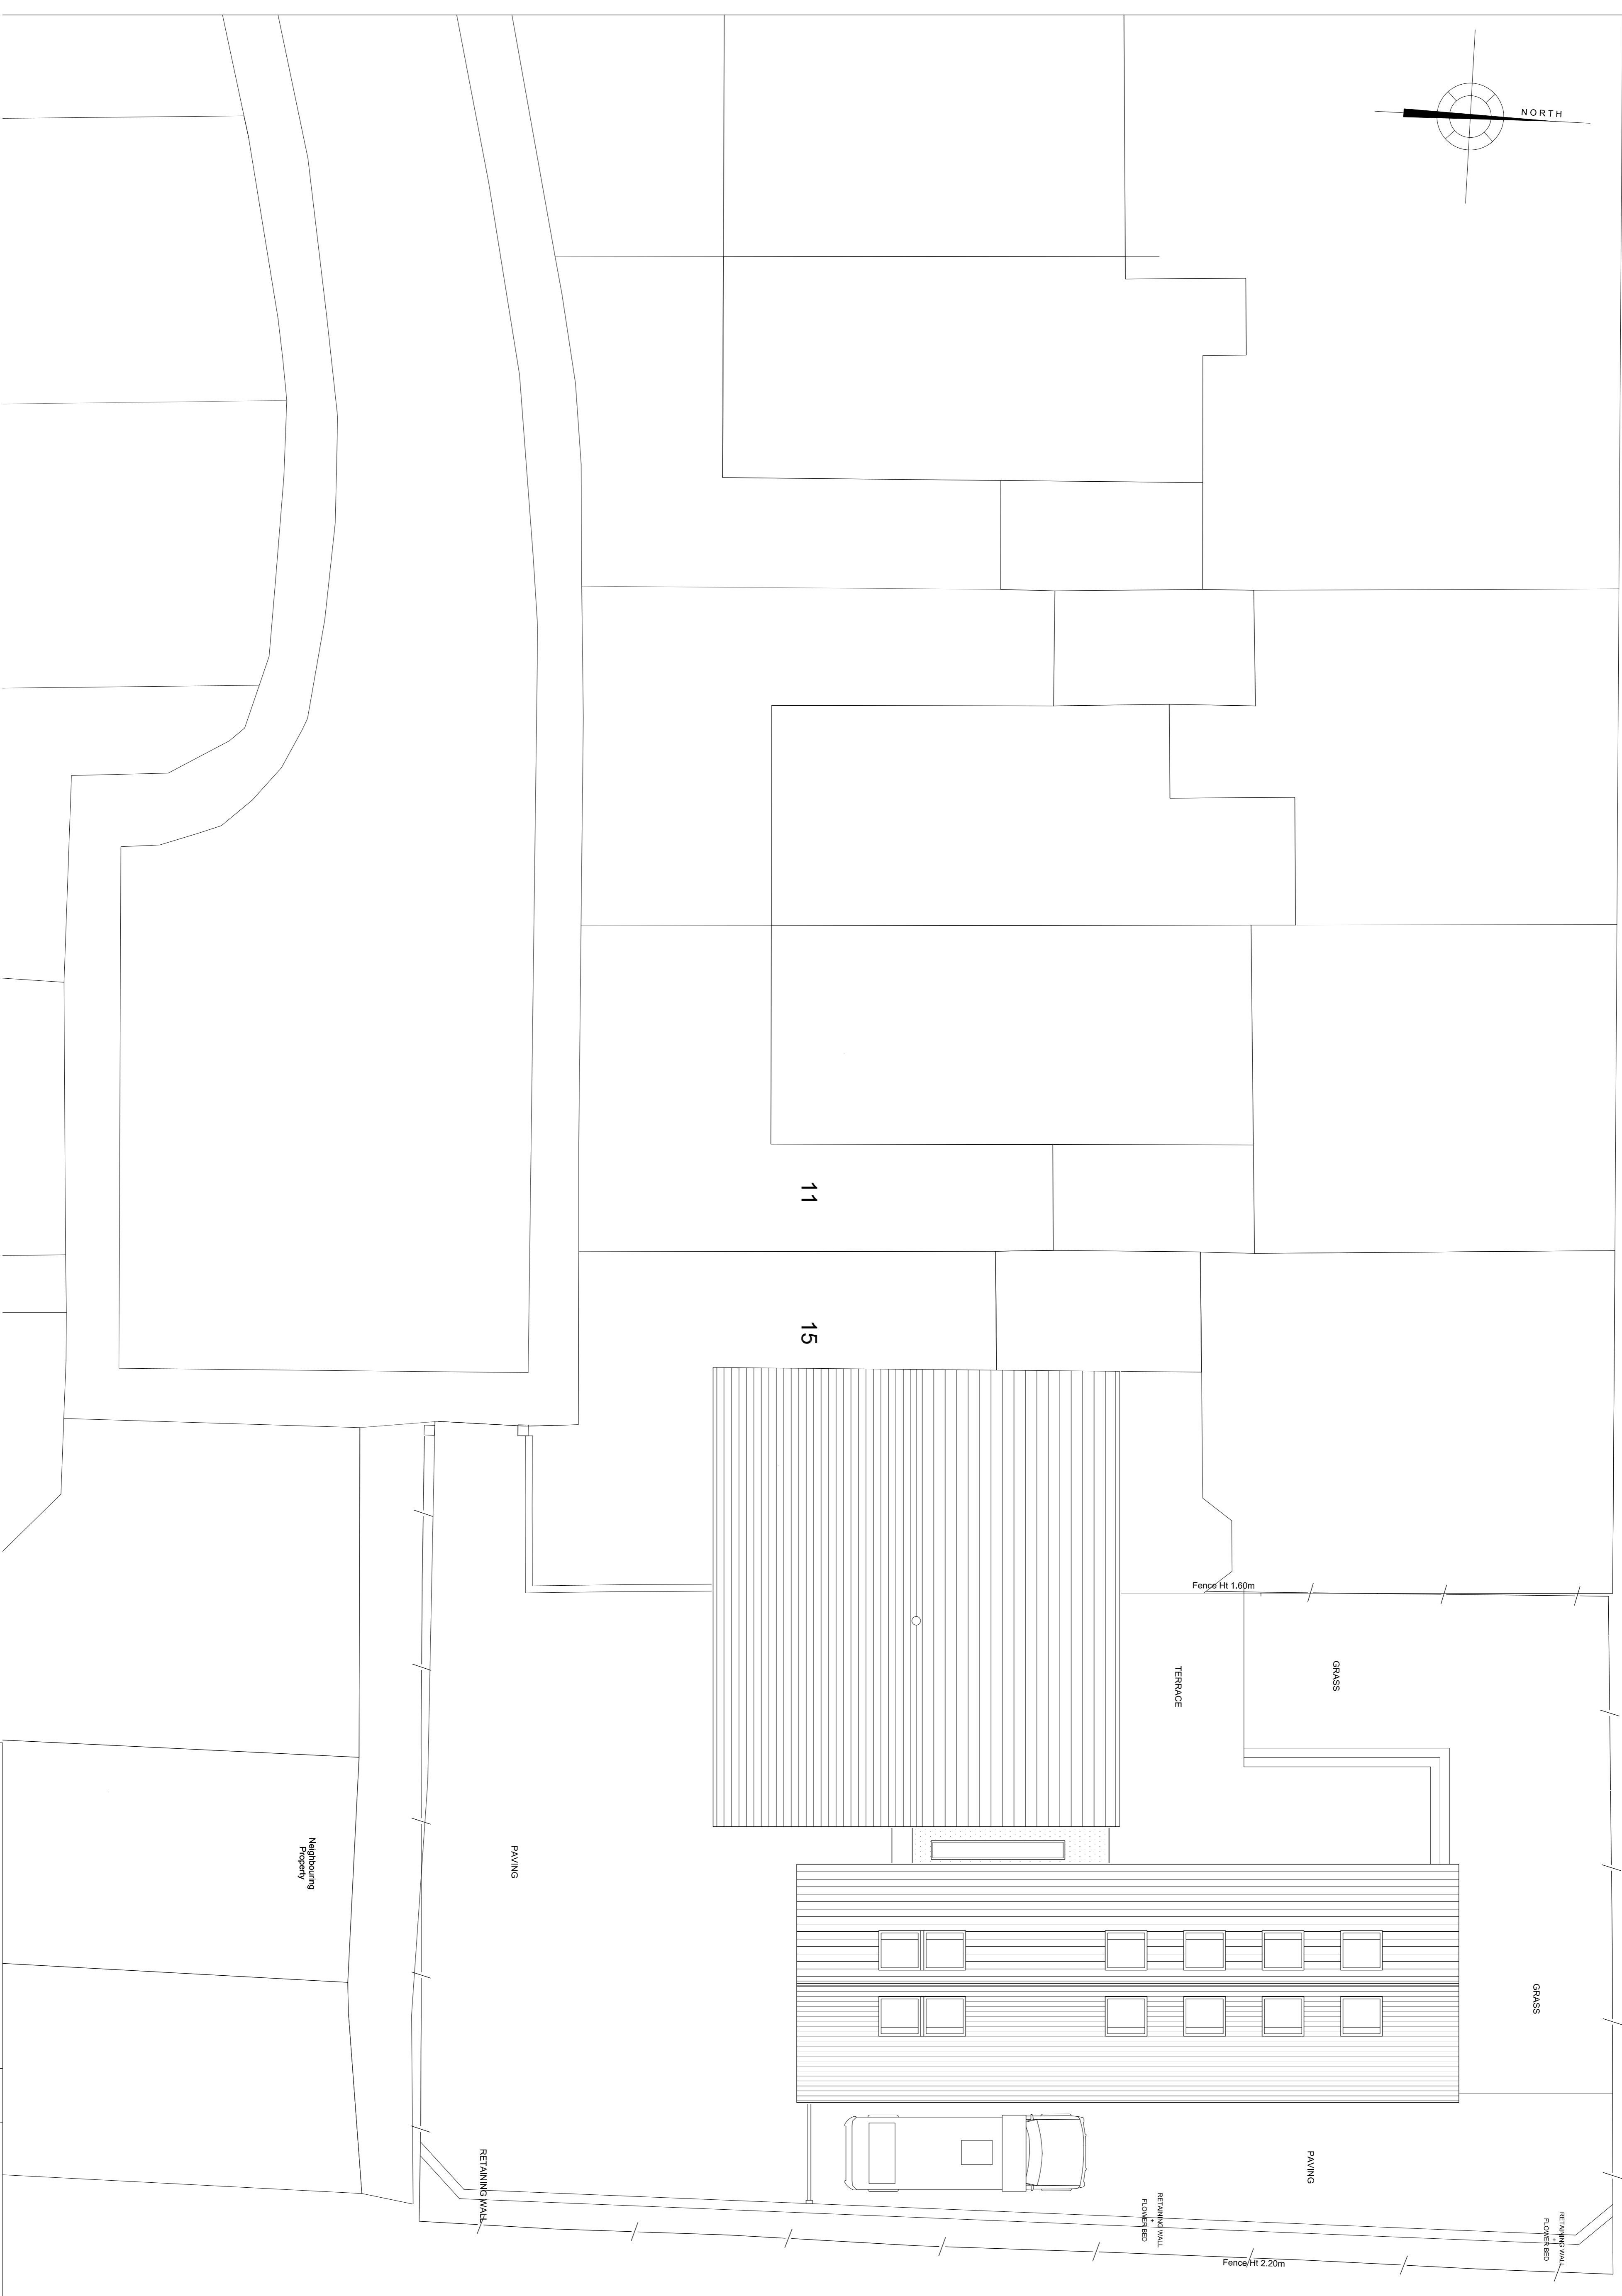 NORTH
11
15
Fence Ht 1.60m
TERRACE
GRASS
PAVING
Neighbouring
Property
GRASS
PAVING
RETAINING WALL
RETAINING WALL
+
FLOWER BED
RETAINING WALL
+
FLOWER BED
Fence Ht 2.20m